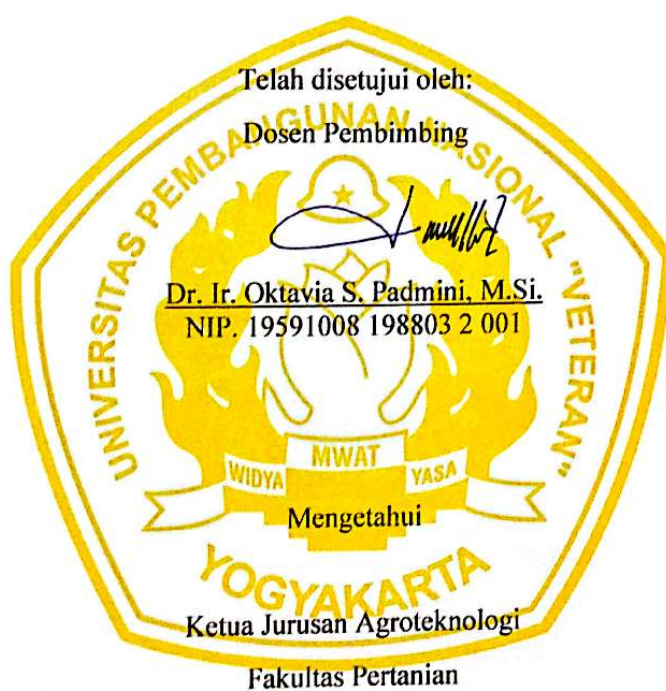 Telah disetujui oleh:
Dosen Pembimbing
UNIVERSITAS PEMBANGUNAN NASIONAL "VETERAN"
Dr. Ir. Oktavia S. Padmini, M.Si.
NIP. 19591008 198803 2 001
WIDYA MWAT YASA
Mengetahui
YOGYAKARTA
Ketua Jurusan Agroteknologi
Fakultas Pertanian